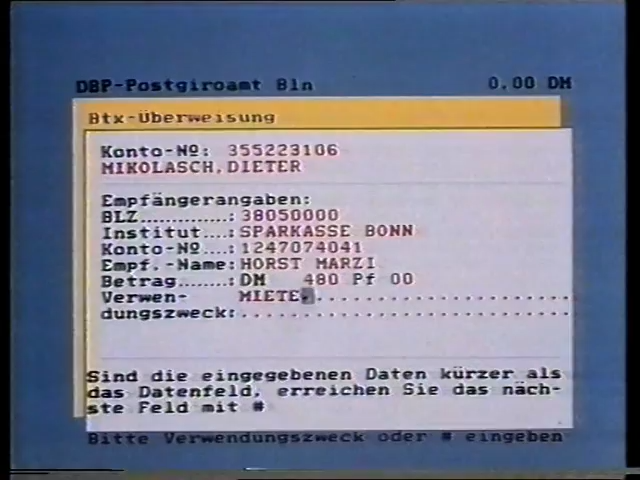 DBP-Postgiroamt Bln 0.00 DM
Btx-Überweisung
Konto-Nº: 355223106
MIKOLASCH,DIETER
Empfängerangaben:
BLZ...........:38050000
Institut....:SPARKASSE BONN
Konto-Nº....:1247074041
Empf.-Name:HORST MARZI
Betrag.......:DM 480 Pf 00
Verwen- MIETE.............................
dungszweck:..............................
Sind die eingegebenen Daten kürzer als
das Datenfeld, erreichen Sie das näch-
ste Feld mit #
Bitte Verwendungszweck oder # eingeben